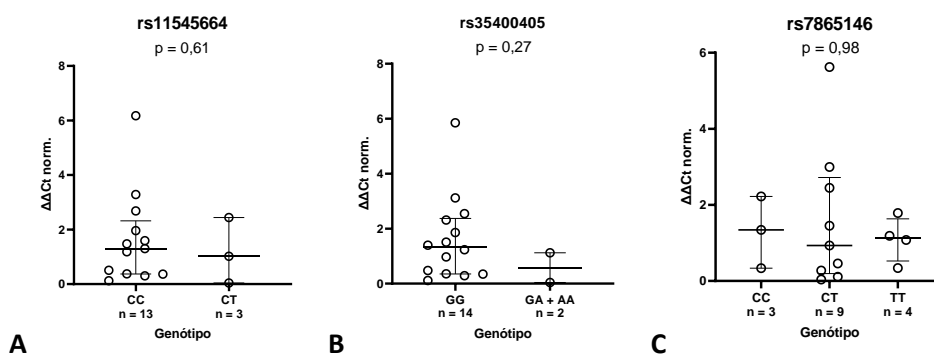 rs11545664
p = 0,61
8
6
4
2
0
ΔΔCt norm.
CC
n = 13
CT
n = 3
Genótipo
A
rs35400405
p = 0,27
8
6
4
2
0
ΔΔCt norm.
GG
n = 14
GA + AA
n = 2
Genótipo
B
rs7865146
p = 0,98
6
4
2
0
ΔΔCt norm.
CC
n = 3
CT
n = 9
TT
n = 4
Genótipo
C